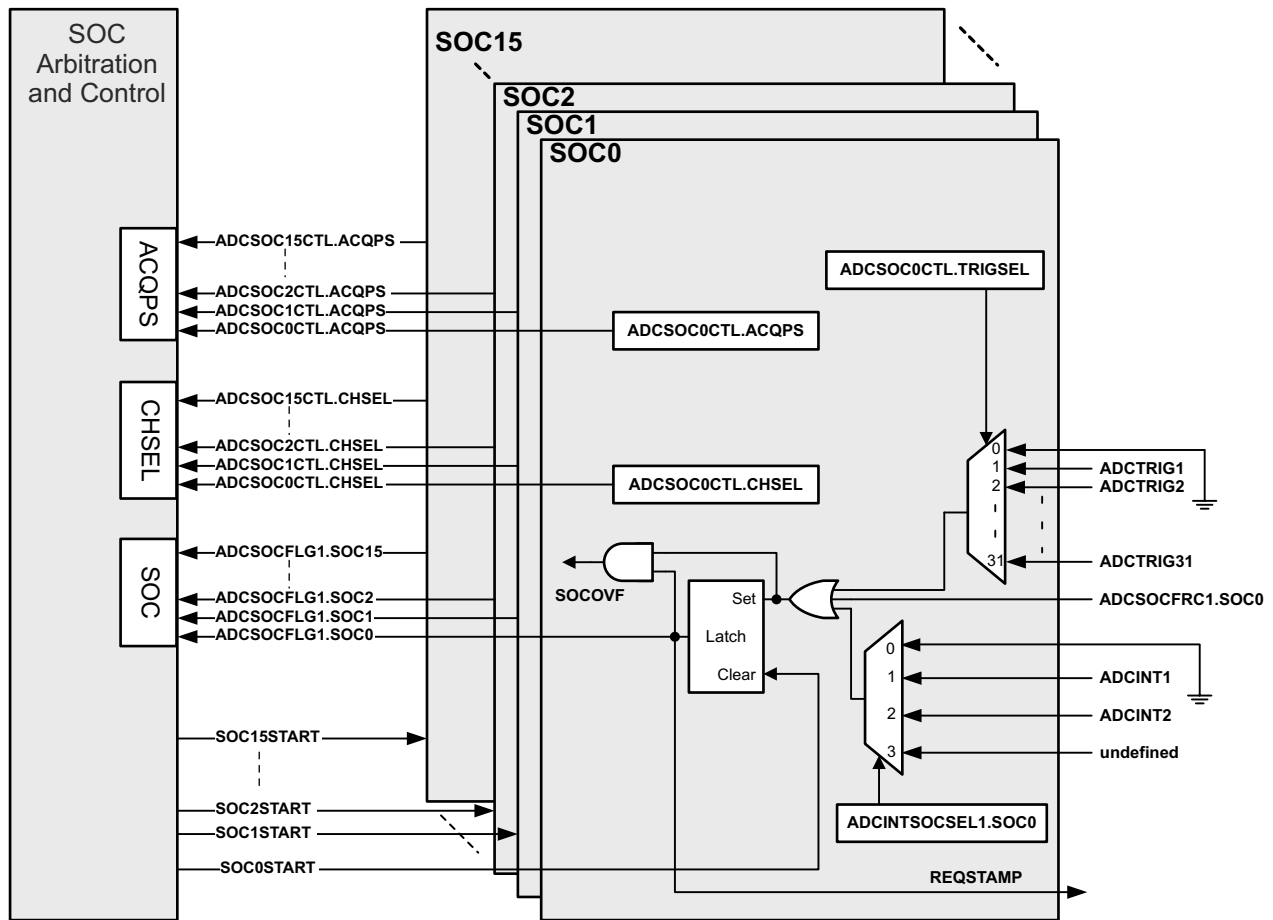 SOC
Arbitration
and Control
SOC15
SOC2
SOC1
SOC0
ACQPS
ADCSOC15CTL.ACQPS
ADCSOC2CTL.ACQPS
ADCSOC1CTL.ACQPS
ADCSOC0CTL.ACQPS
ADCSOC0CTL.ACQPS
ADCSOC0CTL.TRIGSEL
CHSEL
ADCSOC15CTL.CHSEL
ADCSOC2CTL.CHSEL
ADCSOC1CTL.CHSEL
ADCSOC0CTL.CHSEL
ADCSOC0CTL.CHSEL
0
1
2
31
ADCTRIG1
ADCTRIG2
ADCTRIG31
SOC
ADCSOCFLG1.SOC15
ADCSOCFLG1.SOC2
ADCSOCFLG1.SOC1
ADCSOCFLG1.SOC0
SOCOVF
Set
Latch
Clear
ADCSOCFRC1.SOC0
0
1
2
3
ADCINT1
ADCINT2
undefined
ADCINTSOCSEL1.SOC0
SOC15START
SOC2START
SOC1START
SOC0START
REQSTAMP